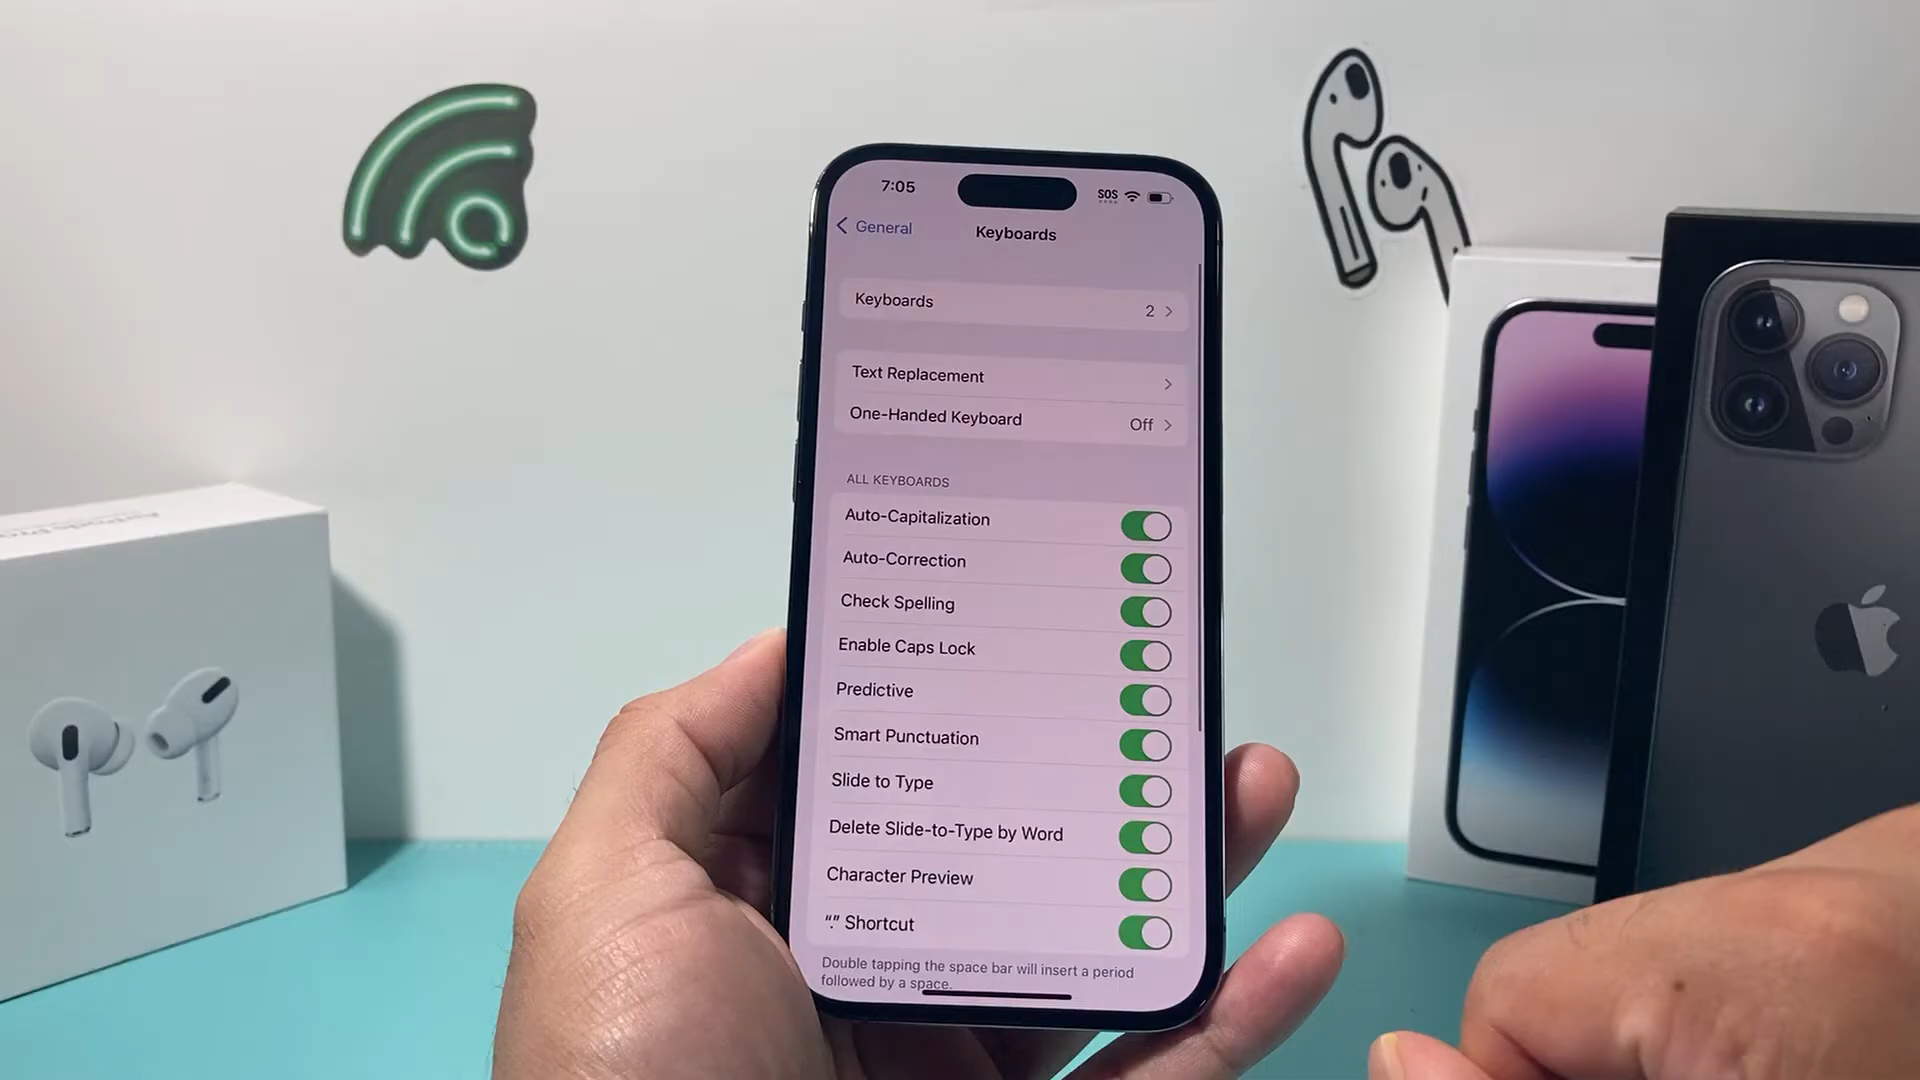 7:05
SOS
General
Keyboards
Keyboards 2
Text Replacement
One-Handed Keyboard Off
ALL KEYBOARDS
Auto-Capitalization
Auto-Correction
Check Spelling
Enable Caps Lock
Predictive
Smart Punctuation
Slide to Type
Delete Slide-to-Type by Word
Character Preview
“.” Shortcut
Double tapping the space bar will insert a period
followed by a space.
AirPods Pro